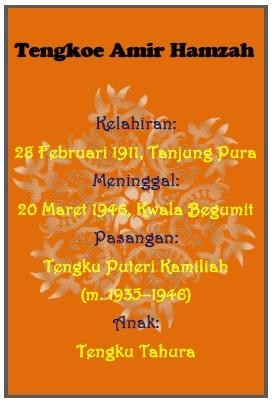 Tengkoe Amir Hamzah
Kelahiran:
28 Februari 1911, Tanjung Pura
Meninggal:
20 Maret 1946, Kwala Begumit
Pasangan:
Tengku Puteri Kamiliah
(m. 1935–1946)
Anak:
Tengku Tahura